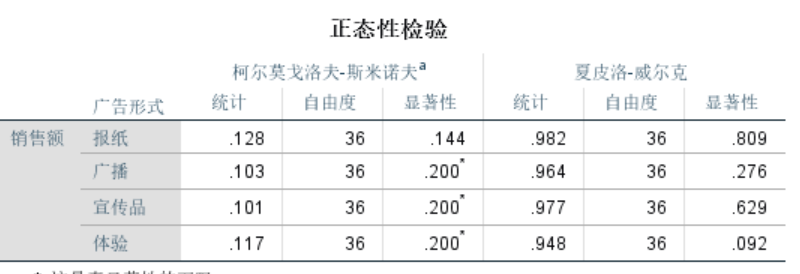 正态性检验
柯尔莫戈洛夫-斯米诺夫a 夏皮洛-威尔克
广告形式 统计 自由度 显著性 统计 自由度 显著性
销售额 报纸 .128 36 .144 .982 36 .809
广播 .103 36 .200* .964 36 .276
宣传品 .101 36 .200* .977 36 .629
体验 .117 36 .200* .948 36 .092